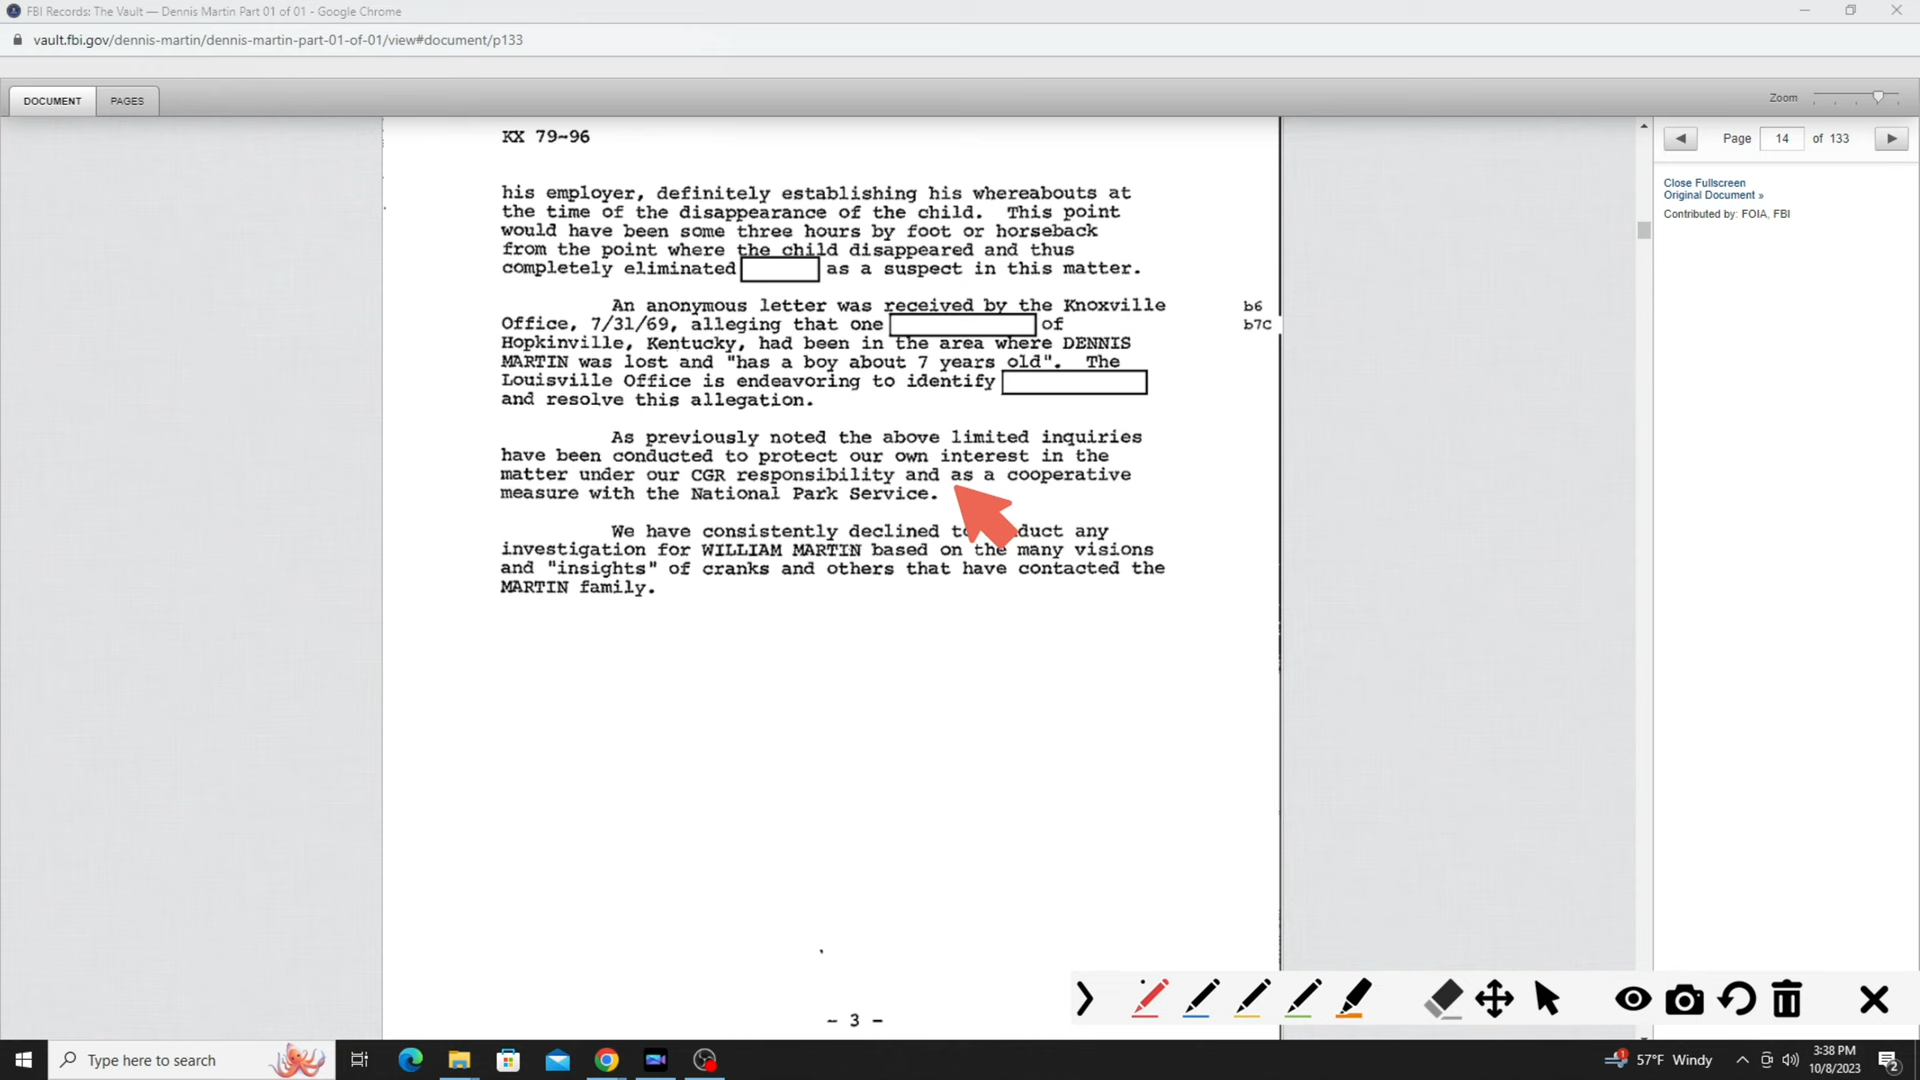 FBI Records: The Vault — Dennis Martin Part 01 of 01 - Google Chrome
vault.fbi.gov/dennis-martin/dennis-martin-part-01-of-01/view#document/p133
DOCUMENT PAGES Zoom
Page 14 of 133
Close Fullscreen
Original Document »
Contributed by: FOIA, FBI
KX 79-96
his employer, definitely establishing his whereabouts at
the time of the disappearance of the child. This point
would have been some three hours by foot or horseback
from the point where the child disappeared and thus
completely eliminated as a suspect in this matter.
An anonymous letter was received by the Knoxville b6
Office, 7/31/69, alleging that one of b7C
Hopkinville, Kentucky, had been in the area where DENNIS
MARTIN was lost and "has a boy about 7 years old". The
Louisville Office is endeavoring to identify
and resolve this allegation.
As previously noted the above limited inquiries
have been conducted to protect our own interest in the
matter under our CGR responsibility and as a cooperative
measure with the National Park Service.
We have consistently declined any
investigation for WILLIAM MARTIN based on the many visions
and "insights" of cranks and others that have contacted the
MARTIN family.
- 3 -
Type here to search
57°F Windy
3:38 PM
10/8/2023
2